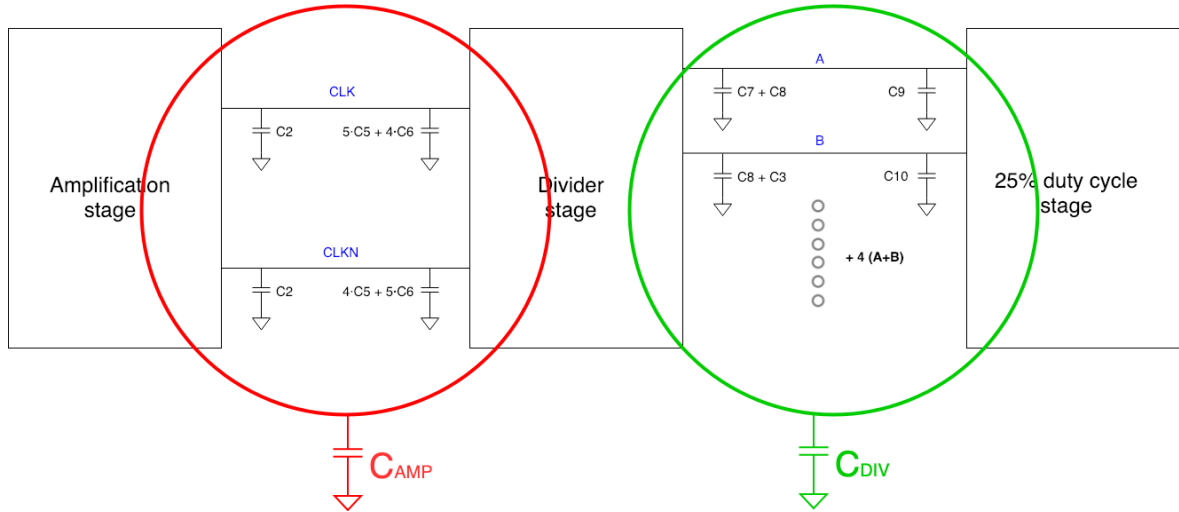 Amplification
stage
CLK
C2
5·C5 + 4·C6
CLKN
C2
4·C5 + 5·C6
Divider
stage
A
C7 + C8
C9
B
C8 + C3
C10
+ 4 (A+B)
25% duty cycle
stage
CAMP
CDIV